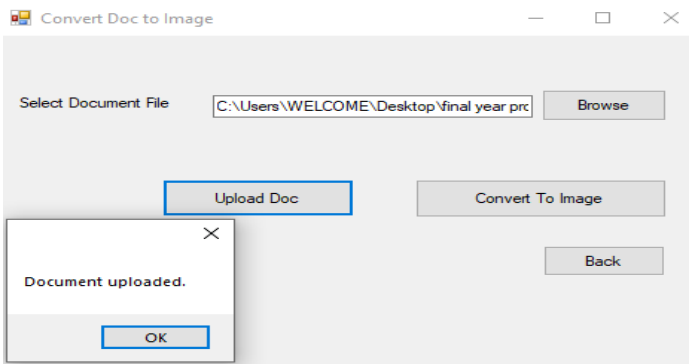 Convert Doc to Image
Select Document File C:\Users\WELCOME\Desktop\final year pro Browse
Upload Doc Convert To Image
Document uploaded.
Back
OK